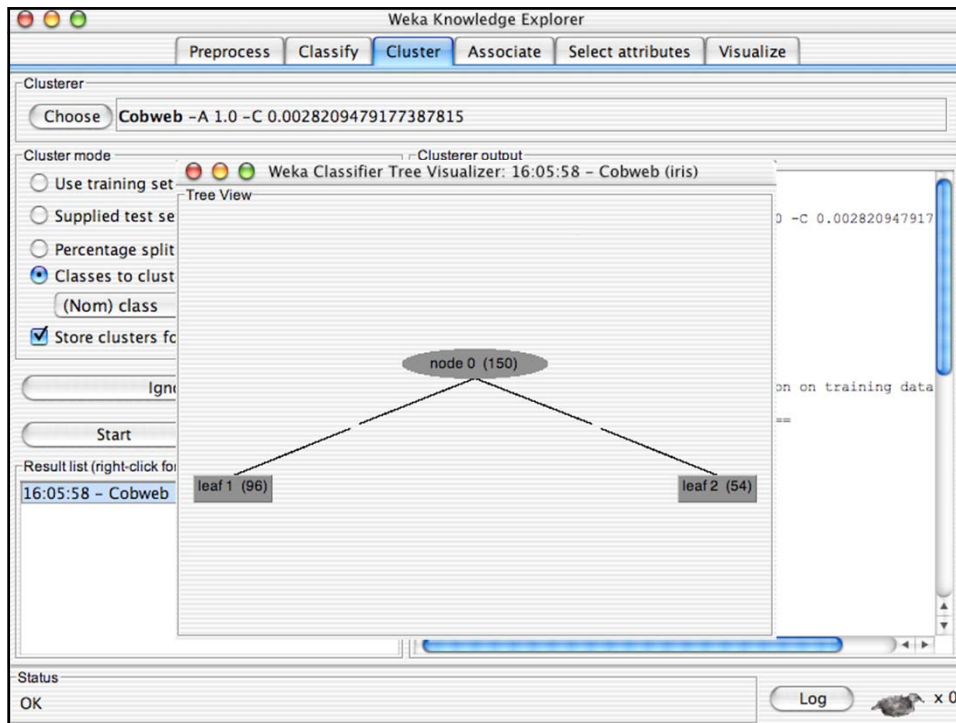 Weka Knowledge Explorer
Preprocess Classify Cluster Associate Select attributes Visualize
Clusterer
Choose Cobweb -A 1.0 -C 0.0028209479177387815
Cluster mode
Clusterer output
Use training set
Supplied test se
Percentage split
Classes to clust
(Nom) class
Store clusters fo
Igno
Start
Result list (right-click for
16:05:58 - Cobweb
Weka Classifier Tree Visualizer: 16:05:58 - Cobweb (iris)
Tree View
node 0 (150)
leaf 1 (96)
leaf 2 (54)
0 -C 0.002820947917
on on training data
==
Status
OK
Log
x 0